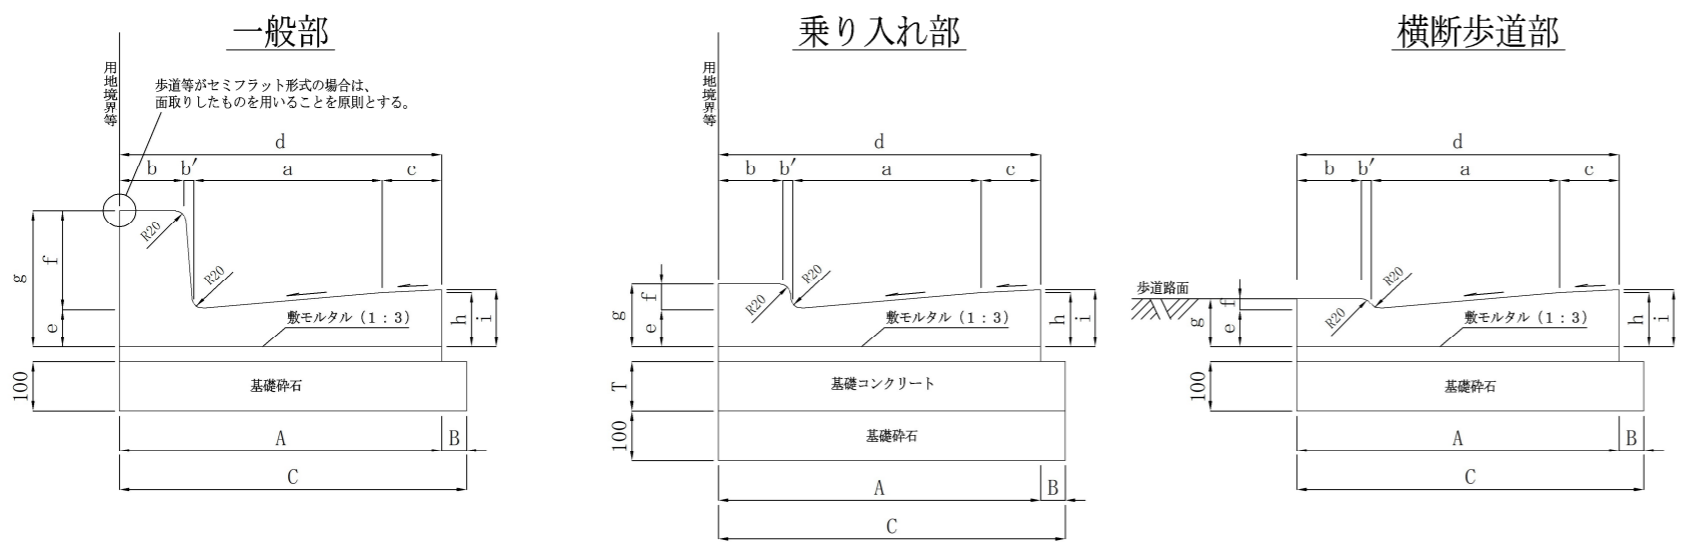 一般部
用地境界等
歩道等がセミフラット形式の場合は、
面取りしたものを用いることを原則とする。
d
b
b′
a
c
R20
R20
g
f
e
敷モルタル(1:3)
h
i
100
基礎砕石
A
B
C
乗り入れ部
用地境界等
d
b
b′
a
c
R20
R20
g
f
e
敷モルタル(1:3)
h
i
T
基礎コンクリート
100
基礎砕石
A
B
C
横断歩道部
d
b
b′
a
c
歩道路面
R20
R20
g
f
e
敷モルタル(1:3)
h
i
100
基礎砕石
A
B
C